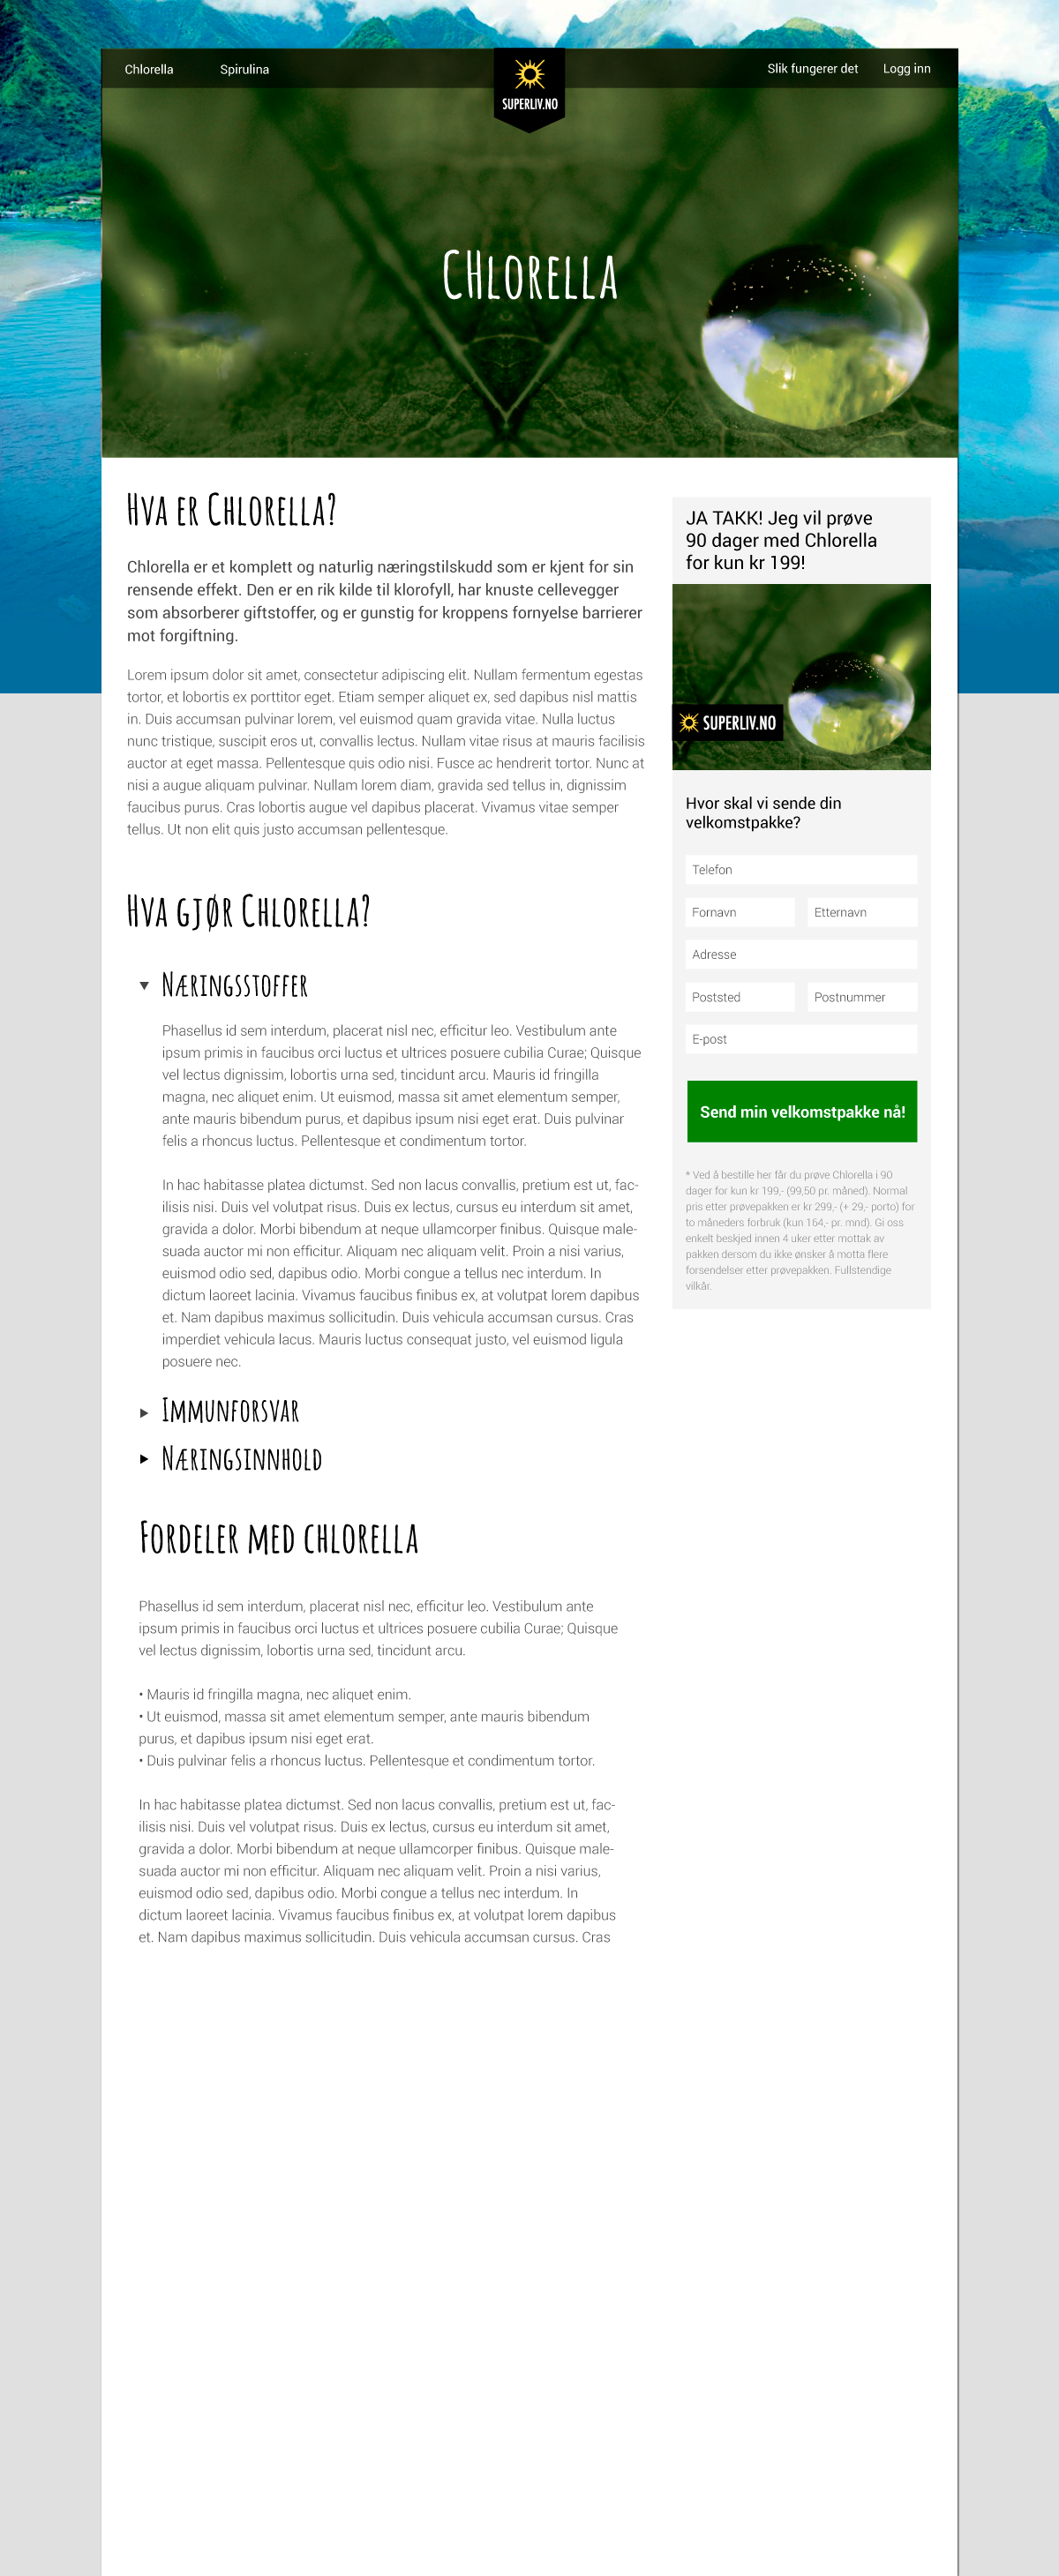 Chlorella
Spirulina
SUPERLIV.NO
Slik fungerer det
Logg inn
CHLORELLA
HVA ER CHLORELLA?
Chlorella er et komplett og naturlig næringstilskudd som er kjent for sin
rensende effekt. Den er en rik kilde til klorofyll, har knuste cellevegger
som absorberer giftstoffer, og er gunstig for kroppens fornyelse barrierer
mot forgiftning.
Lorem ipsum dolor sit amet, consectetur adipiscing elit. Nullam fermentum egestas
tortor, et lobortis ex porttitor eget. Etiam semper aliquet ex, sed dapibus nisl mattis
in. Duis accumsan pulvinar lorem, vel euismod quam gravida vitae. Nulla luctus
nunc tristique, suscipit eros ut, convallis lectus. Nullam vitae risus at mauris facilisis
auctor at eget massa. Pellentesque quis odio nisi. Fusce ac hendrerit tortor. Nunc at
nisi a augue aliquam pulvinar. Nullam lorem diam, gravida sed tellus in, dignissim
faucibus purus. Cras lobortis augue vel dapibus placerat. Vivamus vitae semper
tellus. Ut non elit quis justo accumsan pellentesque.
HVA GJØR CHLORELLA?
NÆRINGSSTOFFER
Phasellus id sem interdum, placerat nisl nec, efficitur leo. Vestibulum ante
ipsum primis in faucibus orci luctus et ultrices posuere cubilia Curae; Quisque
vel lectus dignissim, lobortis urna sed, tincidunt arcu. Mauris id fringilla
magna, nec aliquet enim. Ut euismod, massa sit amet elementum semper,
ante mauris bibendum purus, et dapibus ipsum nisi eget erat. Duis pulvinar
felis a rhoncus luctus. Pellentesque et condimentum tortor.
In hac habitasse platea dictumst. Sed non lacus convallis, pretium est ut, fac-
ilisis nisi. Duis vel volutpat risus. Duis ex lectus, cursus eu interdum sit amet,
gravida a dolor. Morbi bibendum at neque ullamcorper finibus. Quisque male-
suada auctor mi non efficitur. Aliquam nec aliquam velit. Proin a nisi varius,
euismod odio sed, dapibus odio. Morbi congue a tellus nec interdum. In
dictum laoreet lacinia. Vivamus faucibus finibus ex, at volutpat lorem dapibus
et. Nam dapibus maximus sollicitudin. Duis vehicula accumsan cursus. Cras
imperdiet vehicula lacus. Mauris luctus consequat justo, vel euismod ligula
posuere nec.
IMMUNFORSVAR
NÆRINGSINNHOLD
FORDELER MED CHLORELLA
Phasellus id sem interdum, placerat nisl nec, efficitur leo. Vestibulum ante
ipsum primis in faucibus orci luctus et ultrices posuere cubilia Curae; Quisque
vel lectus dignissim, lobortis urna sed, tincidunt arcu.
• Mauris id fringilla magna, nec aliquet enim.
• Ut euismod, massa sit amet elementum semper, ante mauris bibendum
purus, et dapibus ipsum nisi eget erat.
• Duis pulvinar felis a rhoncus luctus. Pellentesque et condimentum tortor.
In hac habitasse platea dictumst. Sed non lacus convallis, pretium est ut, fac-
ilisis nisi. Duis vel volutpat risus. Duis ex lectus, cursus eu interdum sit amet,
gravida a dolor. Morbi bibendum at neque ullamcorper finibus. Quisque male-
suada auctor mi non efficitur. Aliquam nec aliquam velit. Proin a nisi varius,
euismod odio sed, dapibus odio. Morbi congue a tellus nec interdum. In
dictum laoreet lacinia. Vivamus faucibus finibus ex, at volutpat lorem dapibus
et. Nam dapibus maximus sollicitudin. Duis vehicula accumsan cursus. Cras
JA TAKK! Jeg vil prøve
90 dager med Chlorella
for kun kr 199!
SUPERLIV.NO
Hvor skal vi sende din
velkomstpakke?
Telefon
Fornavn
Etternavn
Adresse
Poststed
Postnummer
E-post
Send min velkomstpakke nå!
* Ved å bestille her får du prøve Chlorella i 90
dager for kun kr 199,- (99,50 pr. måned). Normal
pris etter prøvepakken er kr 299,- (+ 29,- porto) for
to måneders forbruk (kun 164,- pr. mnd). Gi oss
enkelt beskjed innen 4 uker etter mottak av
pakken dersom du ikke ønsker å motta flere
forsendelser etter prøvepakken. Fullstendige
vilkår.